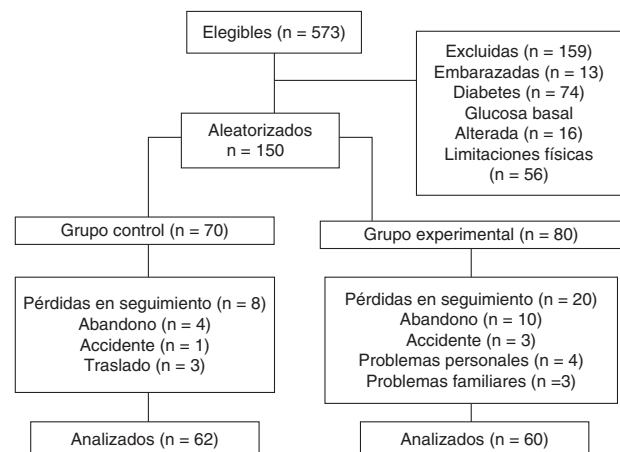 Elegibles (n = 573)
Excluidas (n = 159)
Embarazadas (n = 13)
Diabetes (n = 74)
Glucosa basal
Alterada (n = 16)
Limitaciones físicas
(n = 56)
Aleatorizados
n = 150
Grupo control (n = 70)
Grupo experimental (n = 80)
Pérdidas en seguimiento (n = 8)
Abandono (n = 4)
Accidente (n = 1)
Traslado (n = 3)
Pérdidas en seguimiento (n = 20)
Abandono (n = 10)
Accidente (n = 3)
Problemas personales (n = 4)
Problemas familiares (n =3)
Analizados (n = 62)
Analizados (n = 60)